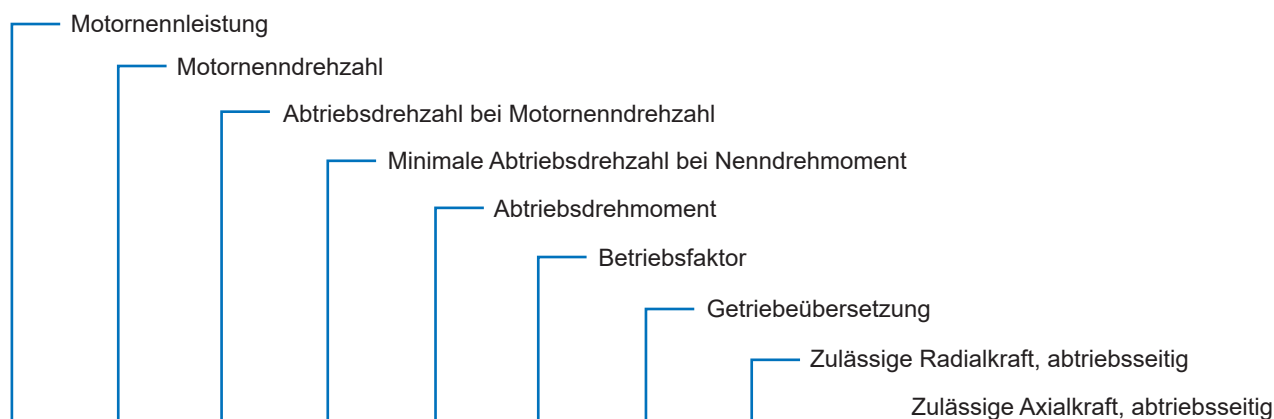 Motornennleistung
Motornenndrehzahl
Abtriebsdrehzahl bei Motornenndrehzahl
Minimale Abtriebsdrehzahl bei Nenndrehmoment
Abtriebsdrehmoment
Betriebsfaktor
Getriebeübersetzung
Zulässige Radialkraft, abtriebsseitig
Zulässige Axialkraft, abtriebsseitig